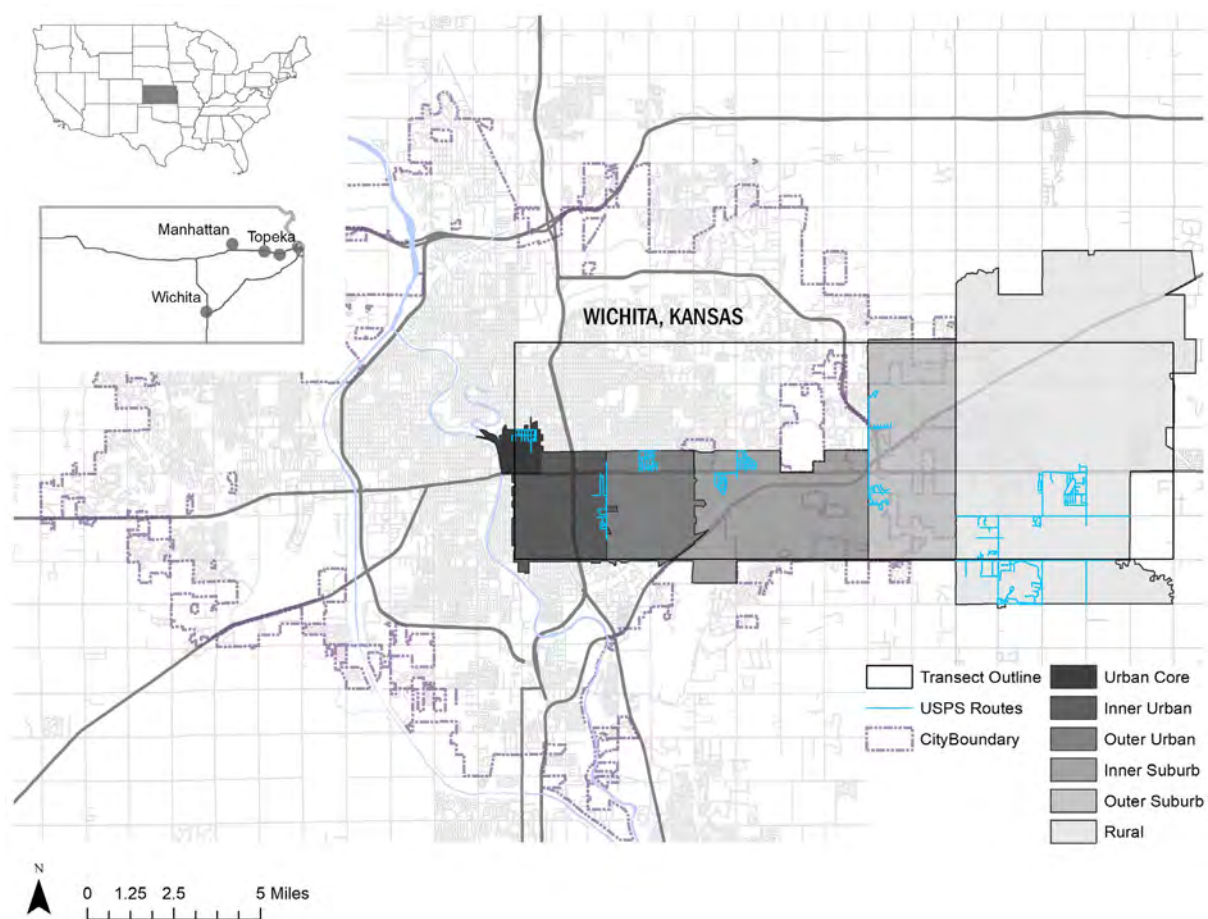 Manhattan
Topeka
Wichita
WICHITA, KANSAS
Transect Outline
USPS Routes
CityBoundary
Urban Core
Inner Urban
Outer Urban
Inner Suburb
Outer Suburb
Rural
N
0 1.25 2.5 5 Miles